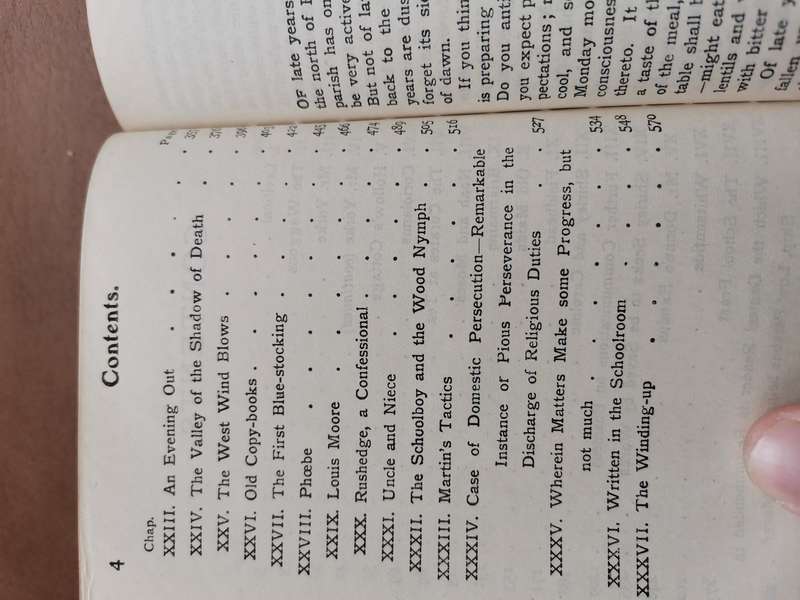 4
Contents.
Chap.
XXIII. An Evening Out . . . . .
XXIV. The Valley of the Shadow of Death . 370
XXV. The West Wind Blows . . . .
XXVI. Old Copy-books . . . . .
XXVII. The First Blue-stocking . . . . 422
XXVIII. Phœbe . . . . . . 445
XXIX. Louis Moore . . . . . 466
XXX. Rushedge, a Confessional . . . . 474
XXXI. Uncle and Niece . . . . . 489
XXXII. The Schoolboy and the Wood Nymph . . 505
XXXIII. Martin's Tactics . . . . . 516
XXXIV. Case of Domestic Persecution—Remarkable
Instance of Pious Perseverance in the
Discharge of Religious Duties . . 527
XXXV. Wherein Matters Make some Progress, but
not much . . . . . . 534
XXXVI. Written in the Schoolroom . . . . 548
XXXVII. The Winding-up . . . . . 570
OF late years
the north of
parish has on
be very active
But not of la
back to the
years are dus
forget its sie
of dawn.
If you thin
is preparing
Do you anti
you expect p
pectations; r
cool, and s
Monday mo
consciousnes
thereto. It
a taste of th
of the meal,
table shall
—might eat
lentils and
with bitter
Of late y
fallen